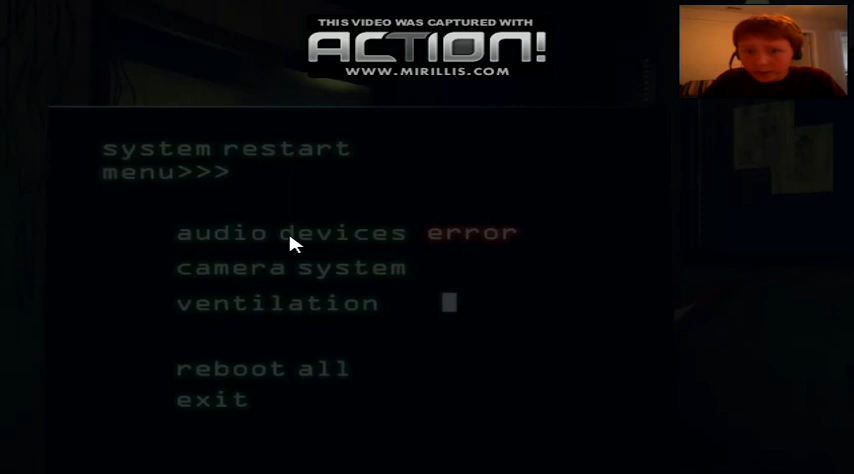 THIS VIDEO WAS CAPTURED WITH
ACTION!
WWW.MIRILLIS.COM
system restart
menu>>>
audio devices error
camera system
ventilation
reboot all
exit